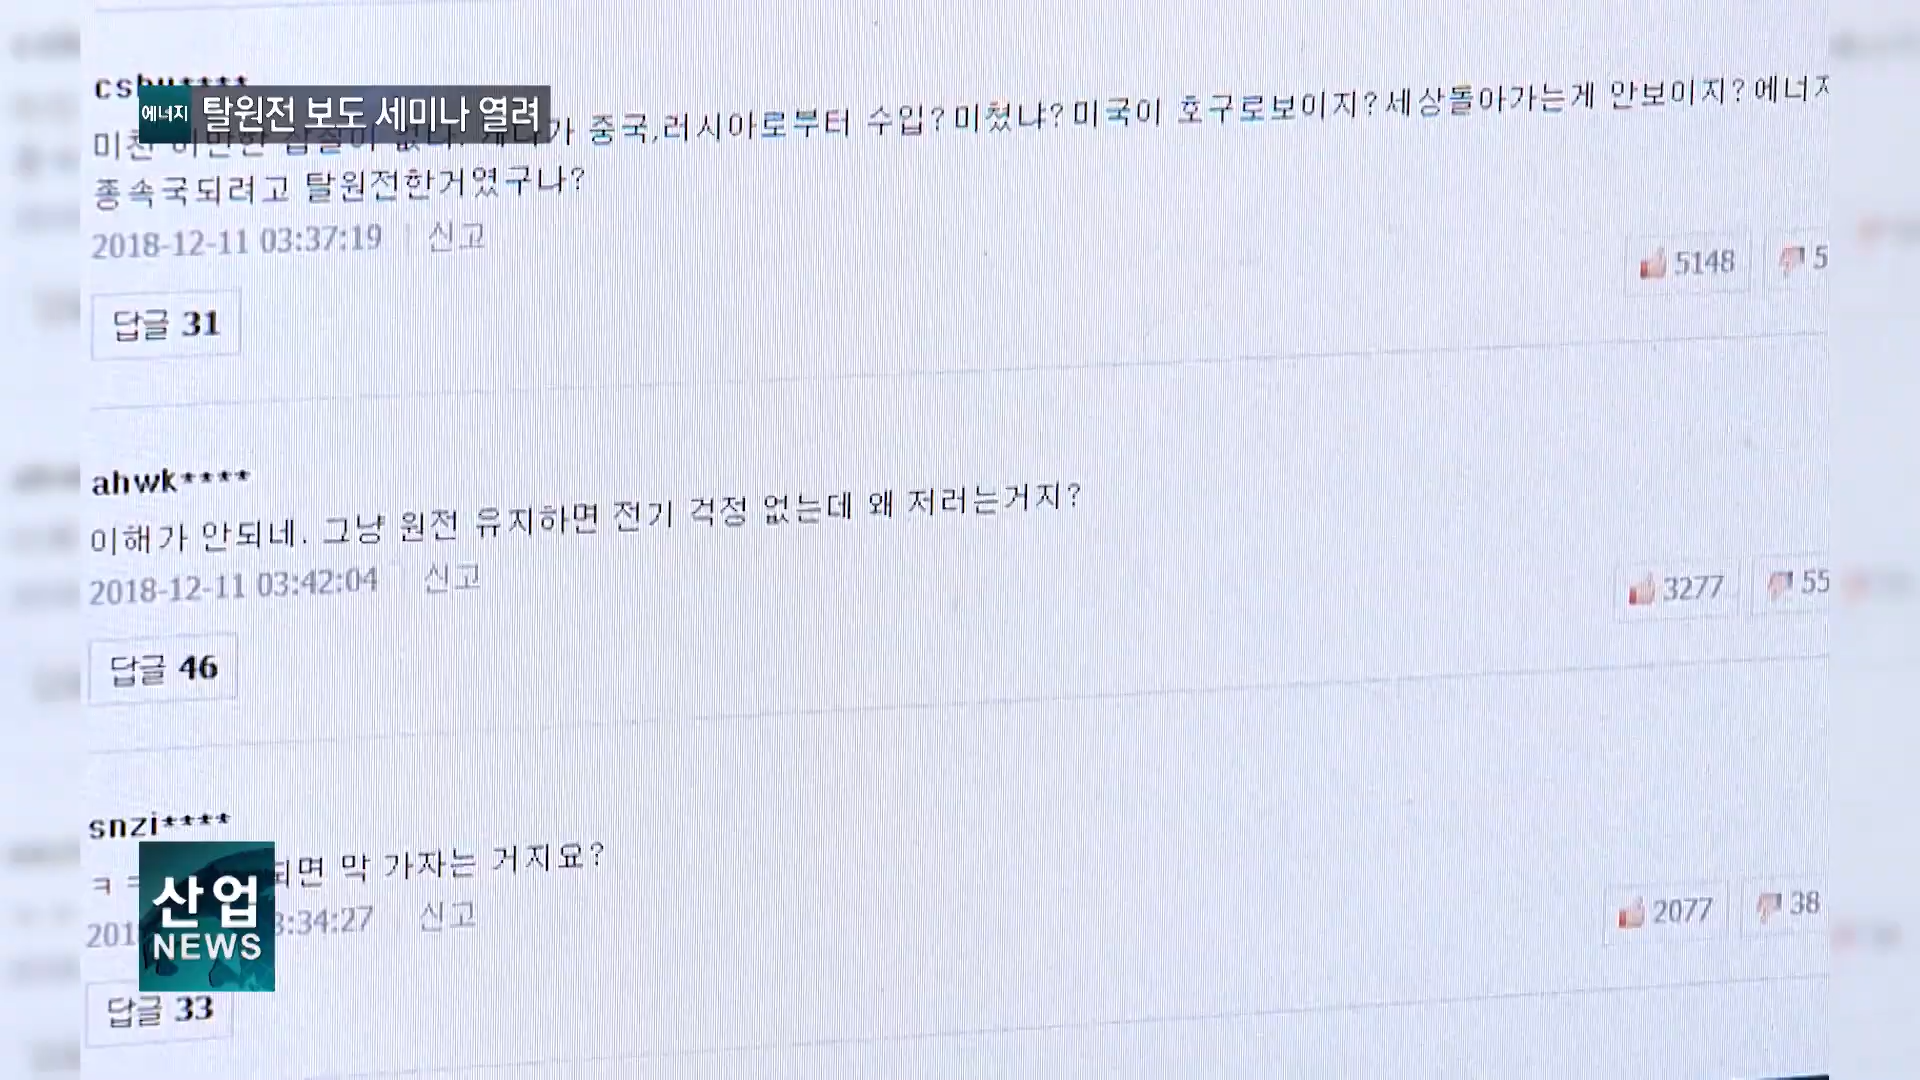 에너지 탈원전 보도 세미나 열려
중국,러시아로부터 수입?미쳤냐?미국이 호구로보이지?세상돌아가는게 안보이지?에너지
종속국되려고 탈원전한거였구나?
2018-12-11 03:37:19 신고
5148 5
답글 31
ahwk****
이해가 안되네. 그냥 원전 유지하면 전기 걱정 없는데 왜 저러는거지?
2018-12-11 03:42:04 신고
3277 55
답글 46
snzi****
되면 막 가자는 거지요?
3:34:27 신고
2077 38
답글 33
산업
NEWS